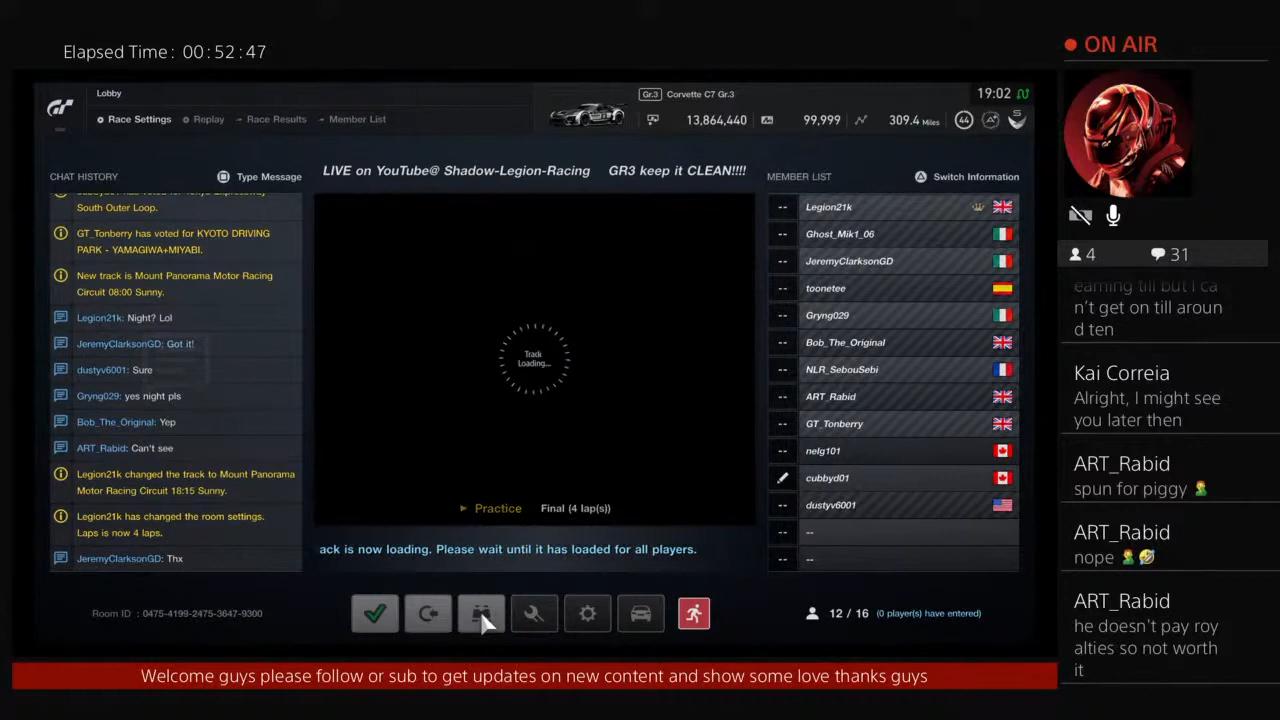 Elapsed Time: 00:52:47
ON AIR
Lobby
Race Settings
Replay
Race Results
Member List
Gr.3 Corvette C7 Gr.3
19:02
13,864,440
99,999
309.4 Miles
44
S
CHAT HISTORY
Type Message
LIVE on YouTube@ Shadow-Legion-Racing GR3 keep it CLEAN!!!!
MEMBER LIST
Switch Information
South Outer Loop.
GT_Tonberry has voted for KYOTO DRIVING
PARK - YAMAGIWA+MIYABI.
New track is Mount Panorama Motor Racing
Circuit 08:00 Sunny.
Legion21k: Night? Lol
JeremyClarksonGD: Got it!
dustyv6001: Sure
Gryng029: yes night pls
Bob_The_Original: Yep
ART_Rabid: Can't see
Legion21k changed the track to Mount Panorama
Motor Racing Circuit 18:15 Sunny.
Legion21k has changed the room settings.
Laps is now 4 laps.
JeremyClarksonGD: Thx
Track
Loading...
Practice Final (4 lap(s))
ack is now loading. Please wait until it has loaded for all players.
-- Legion21k
-- Ghost_Mik1_06
-- JeremyClarksonGD
-- toonetee
-- Gryng029
-- Bob_The_Original
-- NLR_SebouSebi
-- ART_Rabid
-- GT_Tonberry
-- nelg101
cubbyd01
-- dustyv6001
-- --
-- --
Room ID : 0475-4199-2475-3647-9300
12 / 16 (0 player(s) have entered)
4 31
earning till but I ca
n't get on till aroun
d ten
Kai Correia
Alright, I might see
you later then
ART_Rabid
spun for piggy 🤦
ART_Rabid
nope 🤦🤣
ART_Rabid
he doesn't pay roy
alties so not worth
it
Welcome guys please follow or sub to get updates on new content and show some love thanks guys